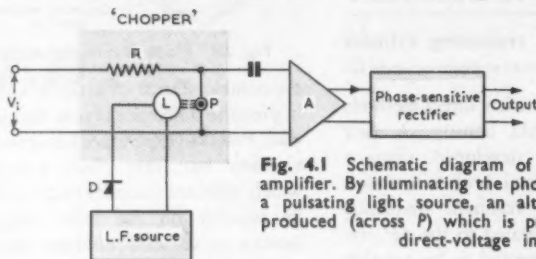 'CHOPPER'
R
L
P
Vi
A
Phase-sensitive
rectifier
Output
D
L.F. source
Fig. 4.1 Schematic diagram of
amplifier. By illuminating the pho
a pulsating light source, an alt
produced (across P) which is p
direct-voltage in